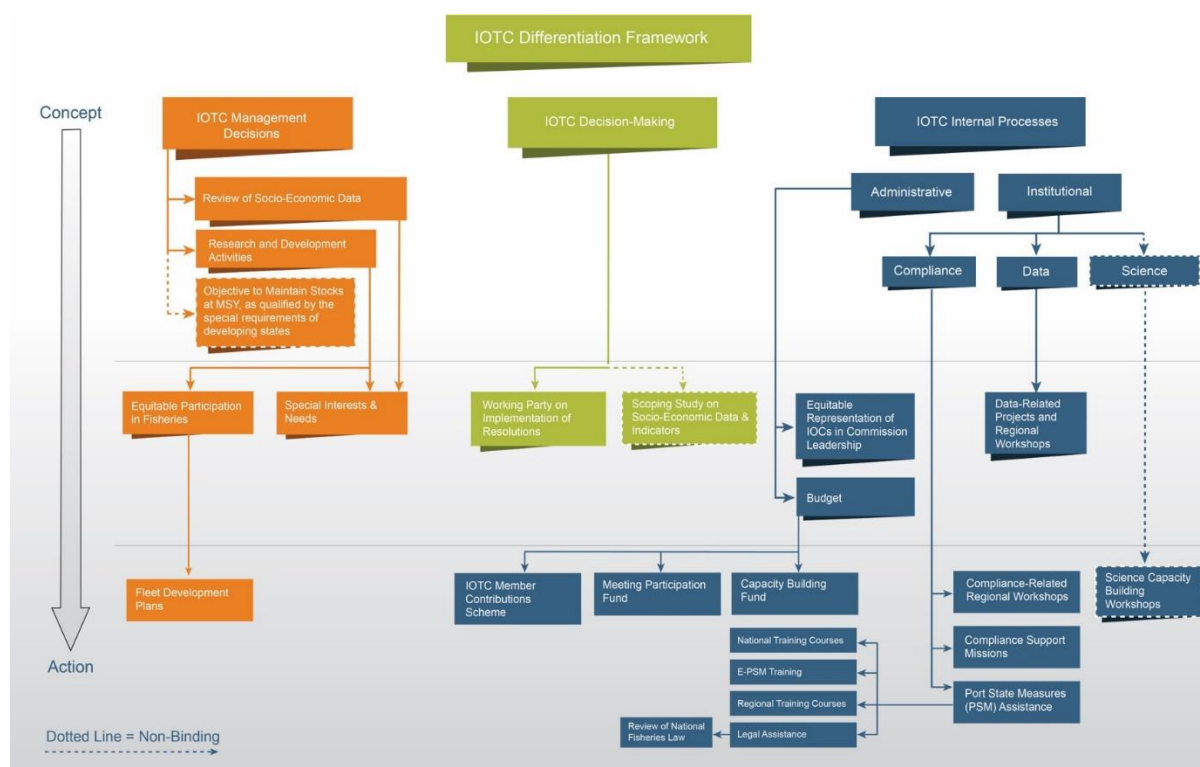 IOTC Differentiation Framework
Concept
IOTC Management
Decisions
IOTC Decision-Making
IOTC Internal Processes
Review of Socio-Economic Data
Administrative
Institutional
Research and Development
Activities
Compliance
Data
Science
Objective to Maintain Stocks
at MSY, as qualified by the
special requirements of
developing states
Equitable Participation
in Fisheries
Special Interests &
Needs
Working Party on
Implementation of
Resolutions
Scoping Study on
Socio-Economic Data &
Indicators
Equitable
Representation of
IOCs in Commission
Leadership
Data-Related
Projects and
Regional
Workshops
Budget
Fleet Development
Plans
IOTC Member
Contributions
Scheme
Meeting Participation
Fund
Capacity Building
Fund
Compliance-Related
Regional Workshops
Science Capacity
Building
Workshops
National Training Courses
Compliance Support
Missions
Action
E-PSM Training
Regional Training Courses
Port State Measures
(PSM) Assistance
Review of National
Fisheries Law
Legal Assistance
Dotted Line = Non-Binding